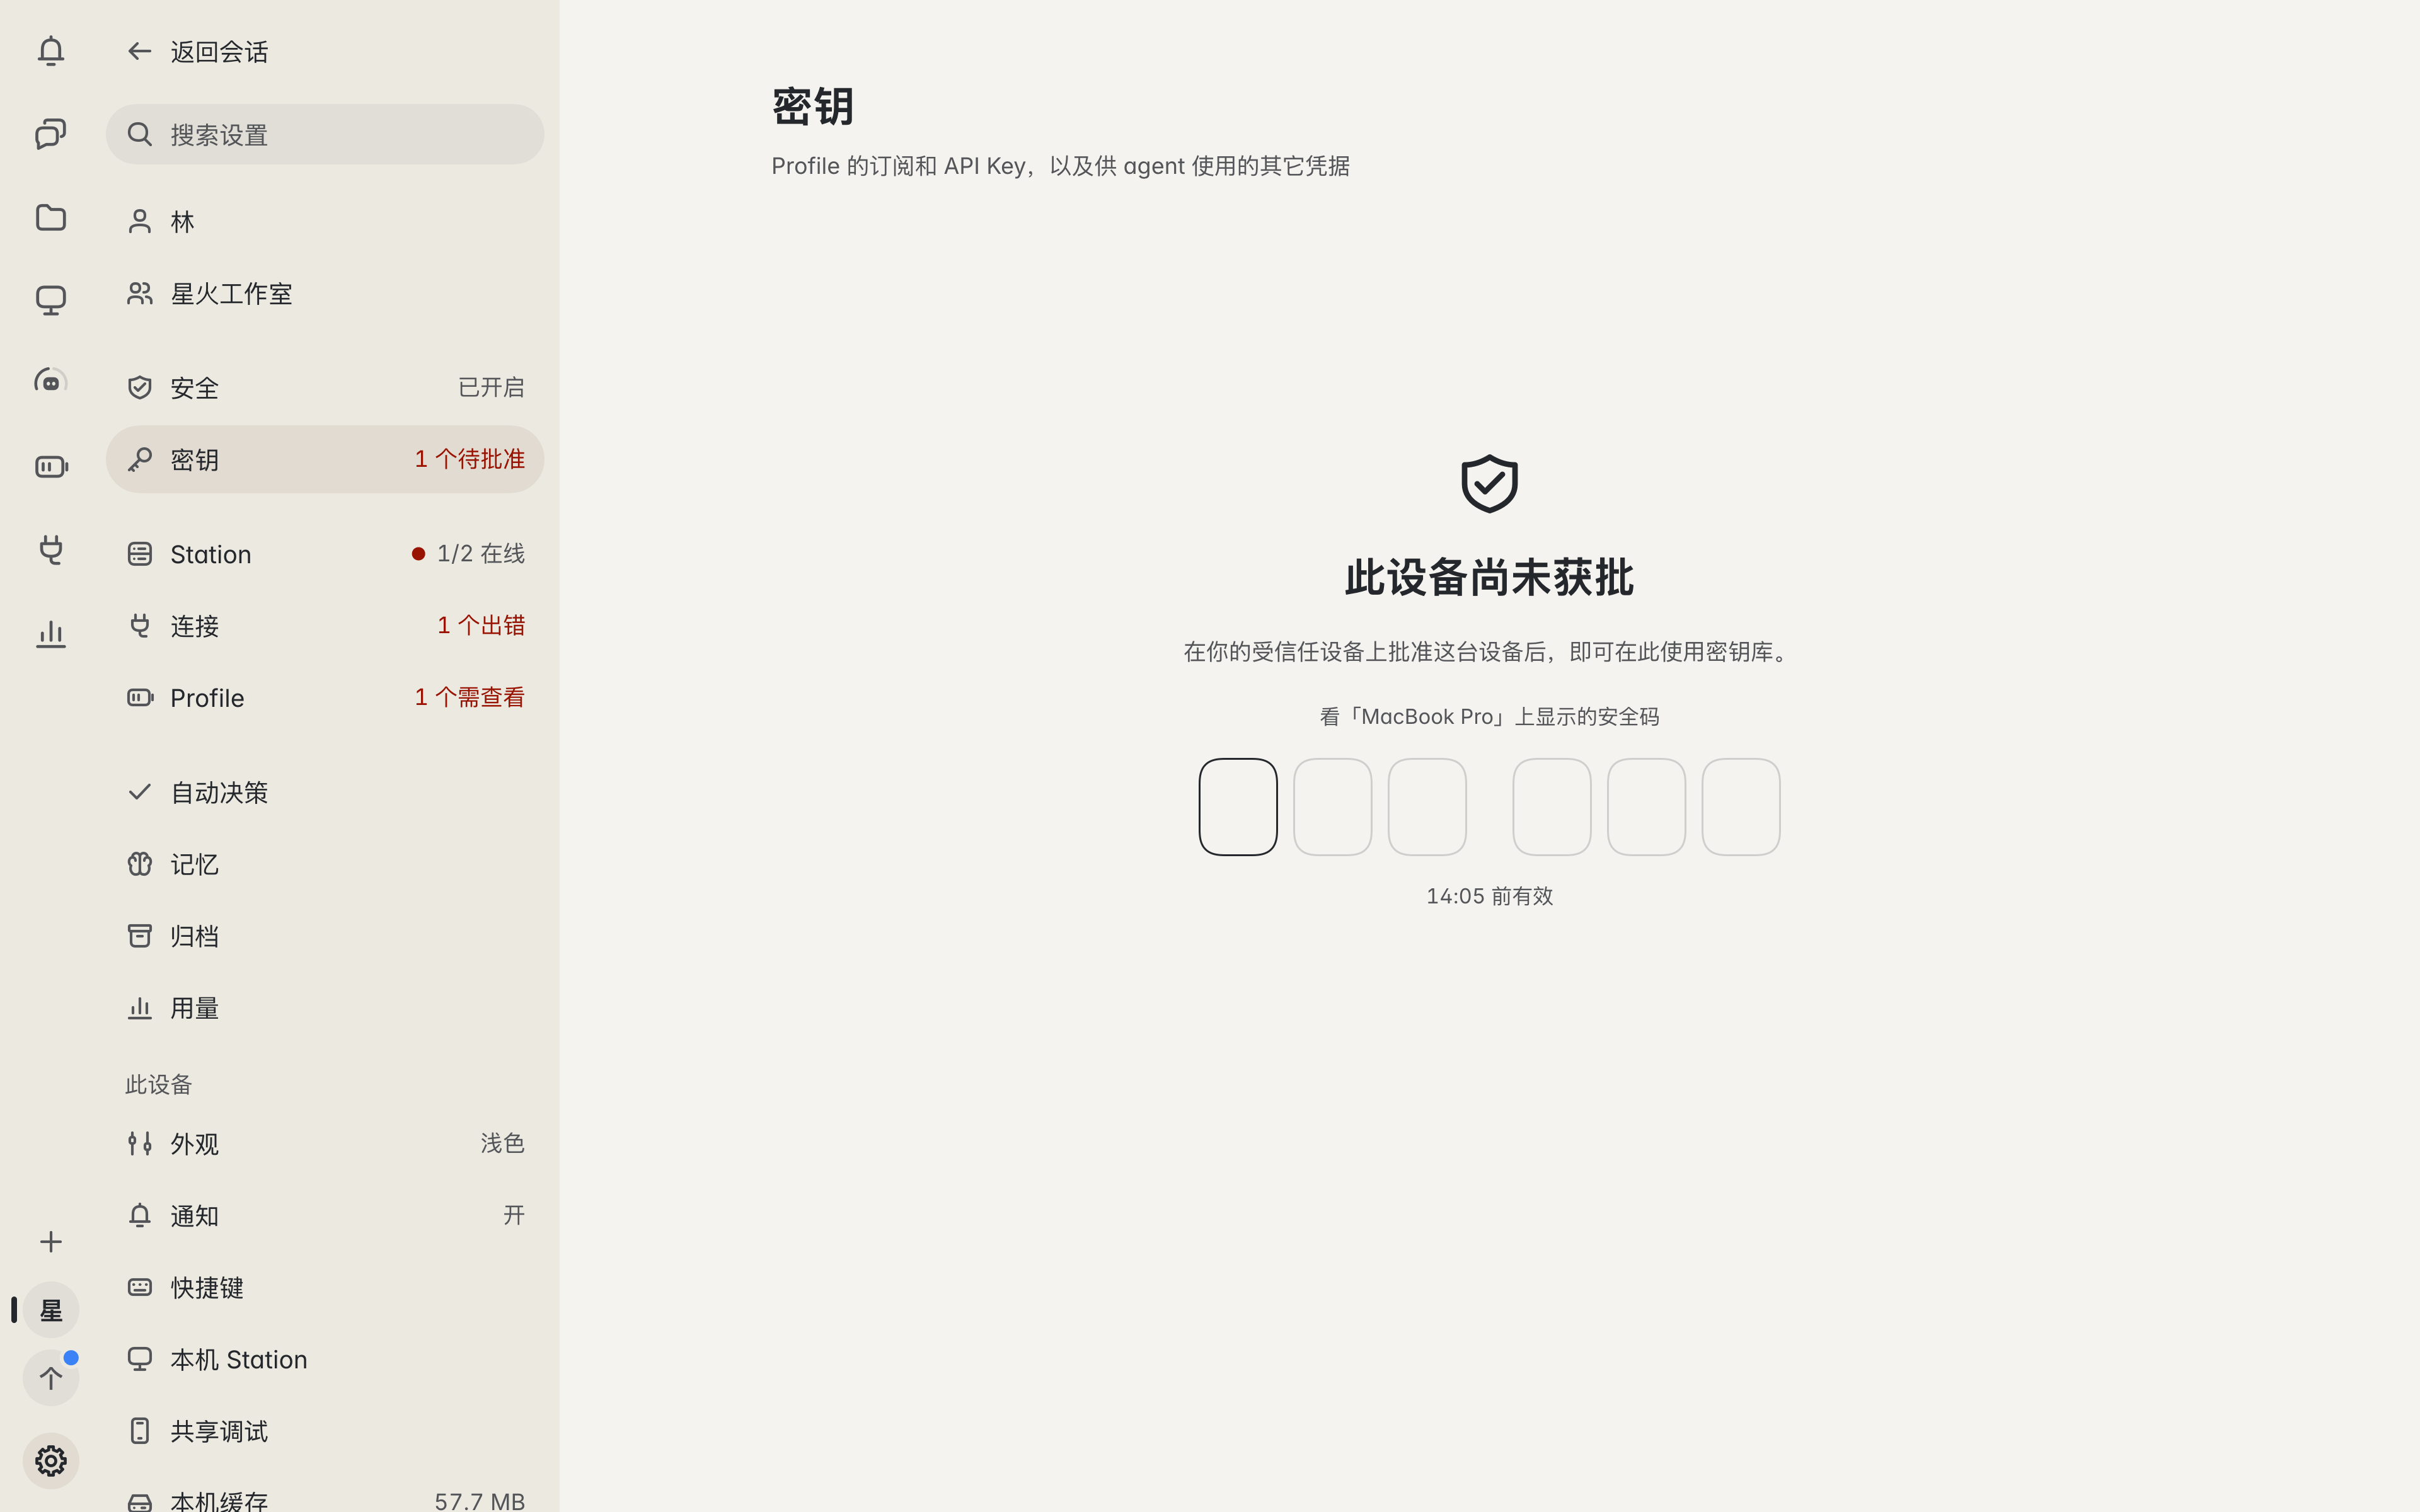 返回会话
搜索设置
林
星火工作室
安全 已开启
密钥 1 个待批准
Station 1/2 在线
连接 1 个出错
Profile 1 个需查看
自动决策
记忆
归档
用量
此设备
外观 浅色
通知 开
快捷键
本机 Station
共享调试
本机缓存 57.7 MB
星
个
密钥
Profile 的订阅和 API Key，以及供 agent 使用的其它凭据
此设备尚未获批
在你的受信任设备上批准这台设备后，即可在此使用密钥库。
看「MacBook Pro」上显示的安全码
14:05 前有效